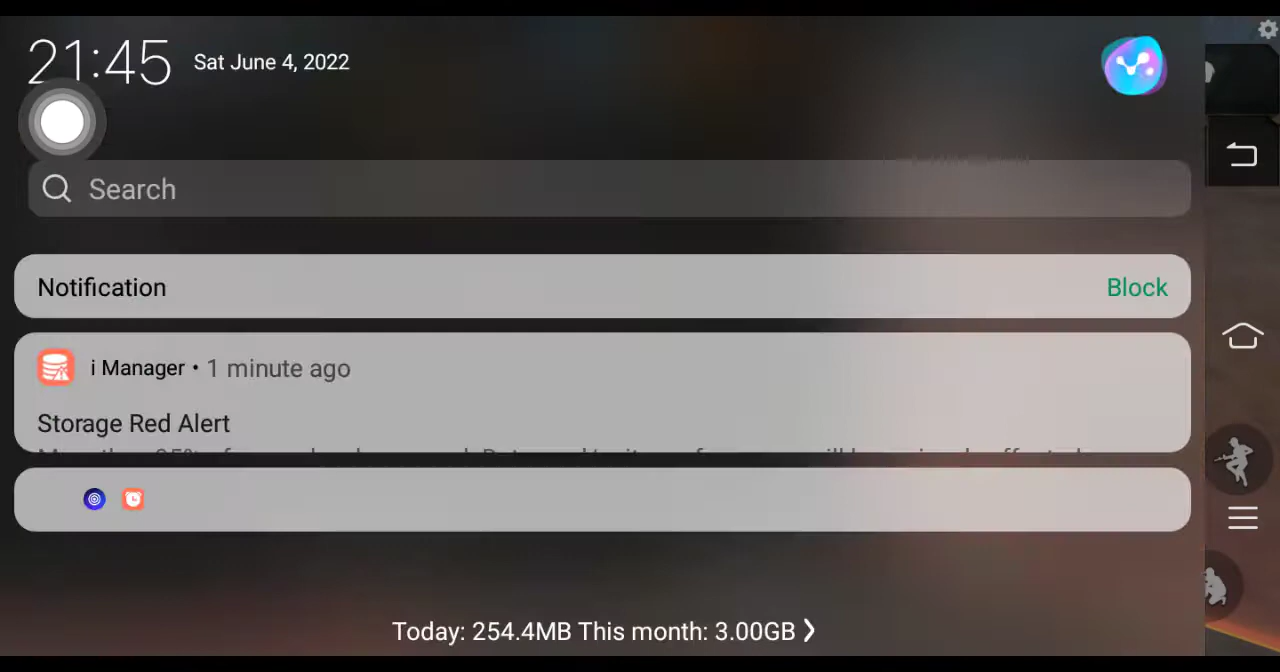 21:45 Sat June 4, 2022
Search
Notification Block
i Manager • 1 minute ago
Storage Red Alert
Today: 254.4MB This month: 3.00GB